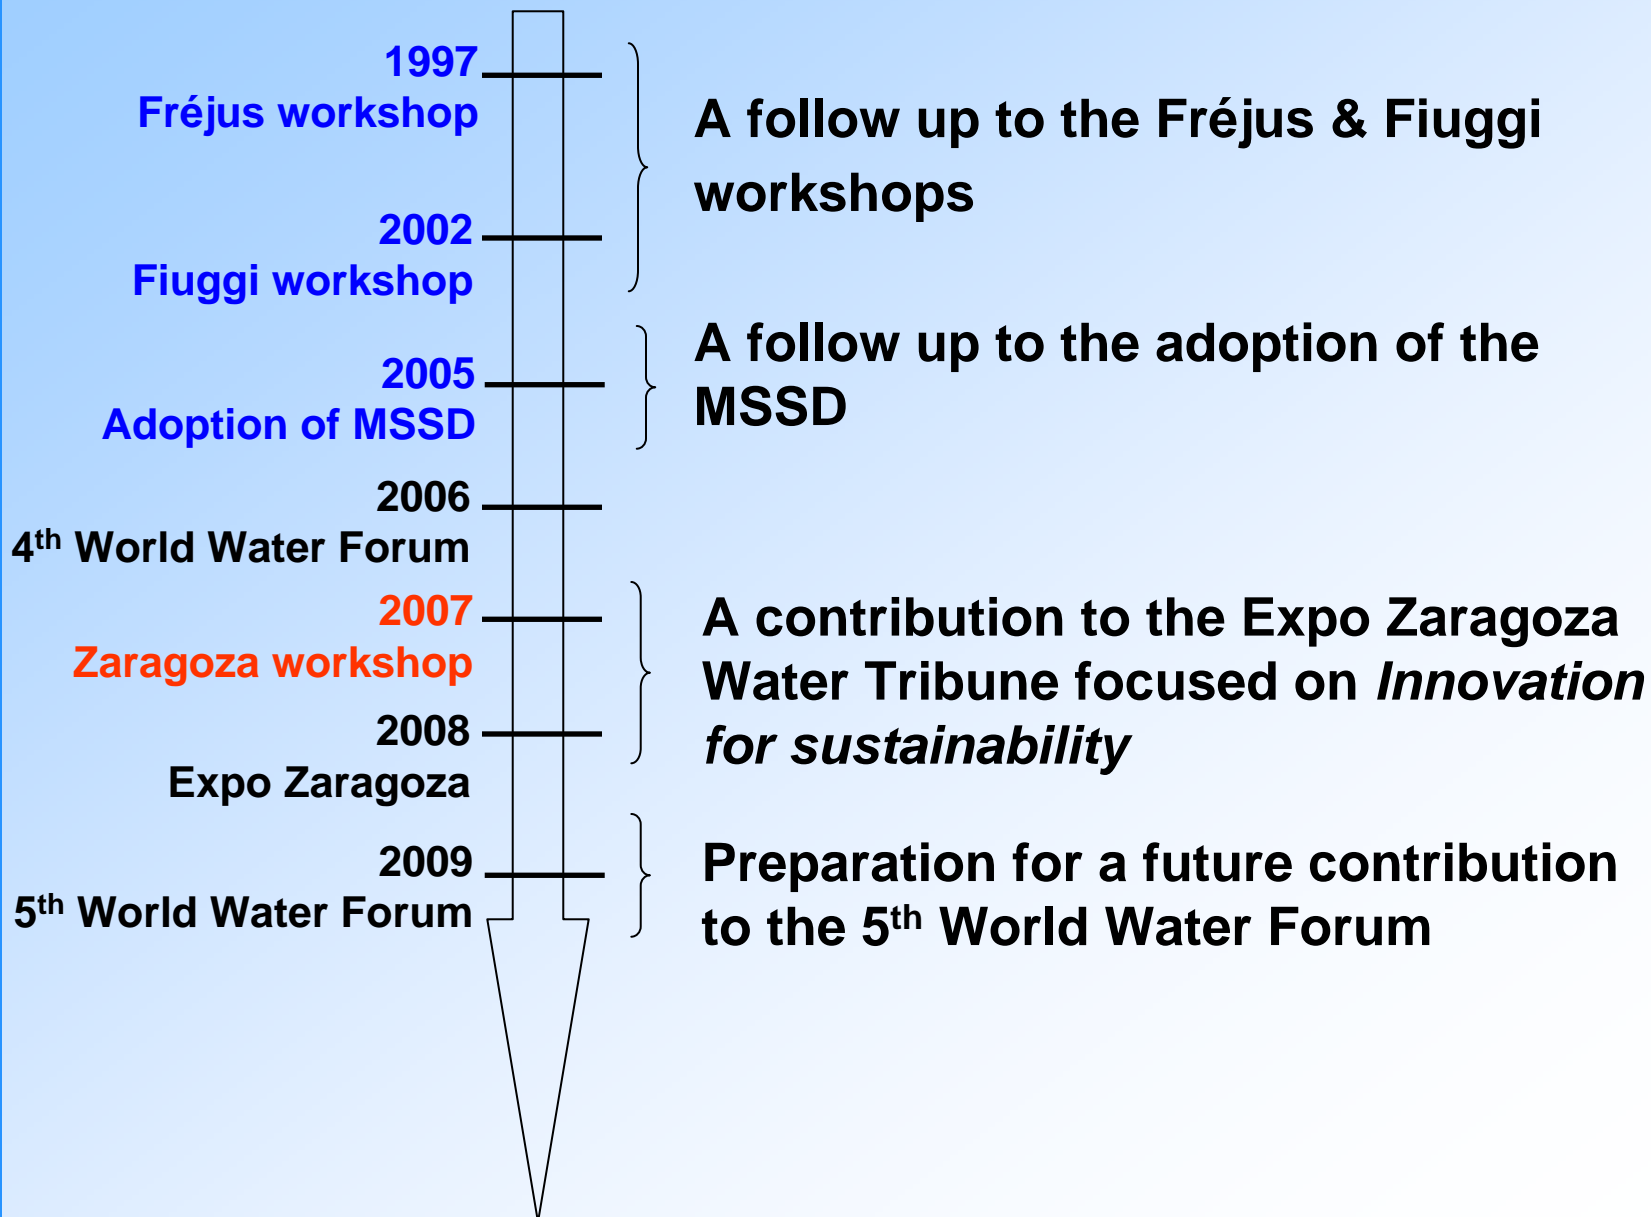 1997
Fréjus workshop
A follow up to the Fréjus & Fiuggi
workshops
2002
Fiuggi workshop
A follow up to the adoption of the
MSSD
2005
Adoption of MSSD
2006
4th World Water Forum
2007
Zaragoza workshop
A contribution to the Expo Zaragoza
Water Tribune focused on Innovation
for sustainability
2008
Expo Zaragoza
2009
5th World Water Forum
Preparation for a future contribution
to the 5th World Water Forum